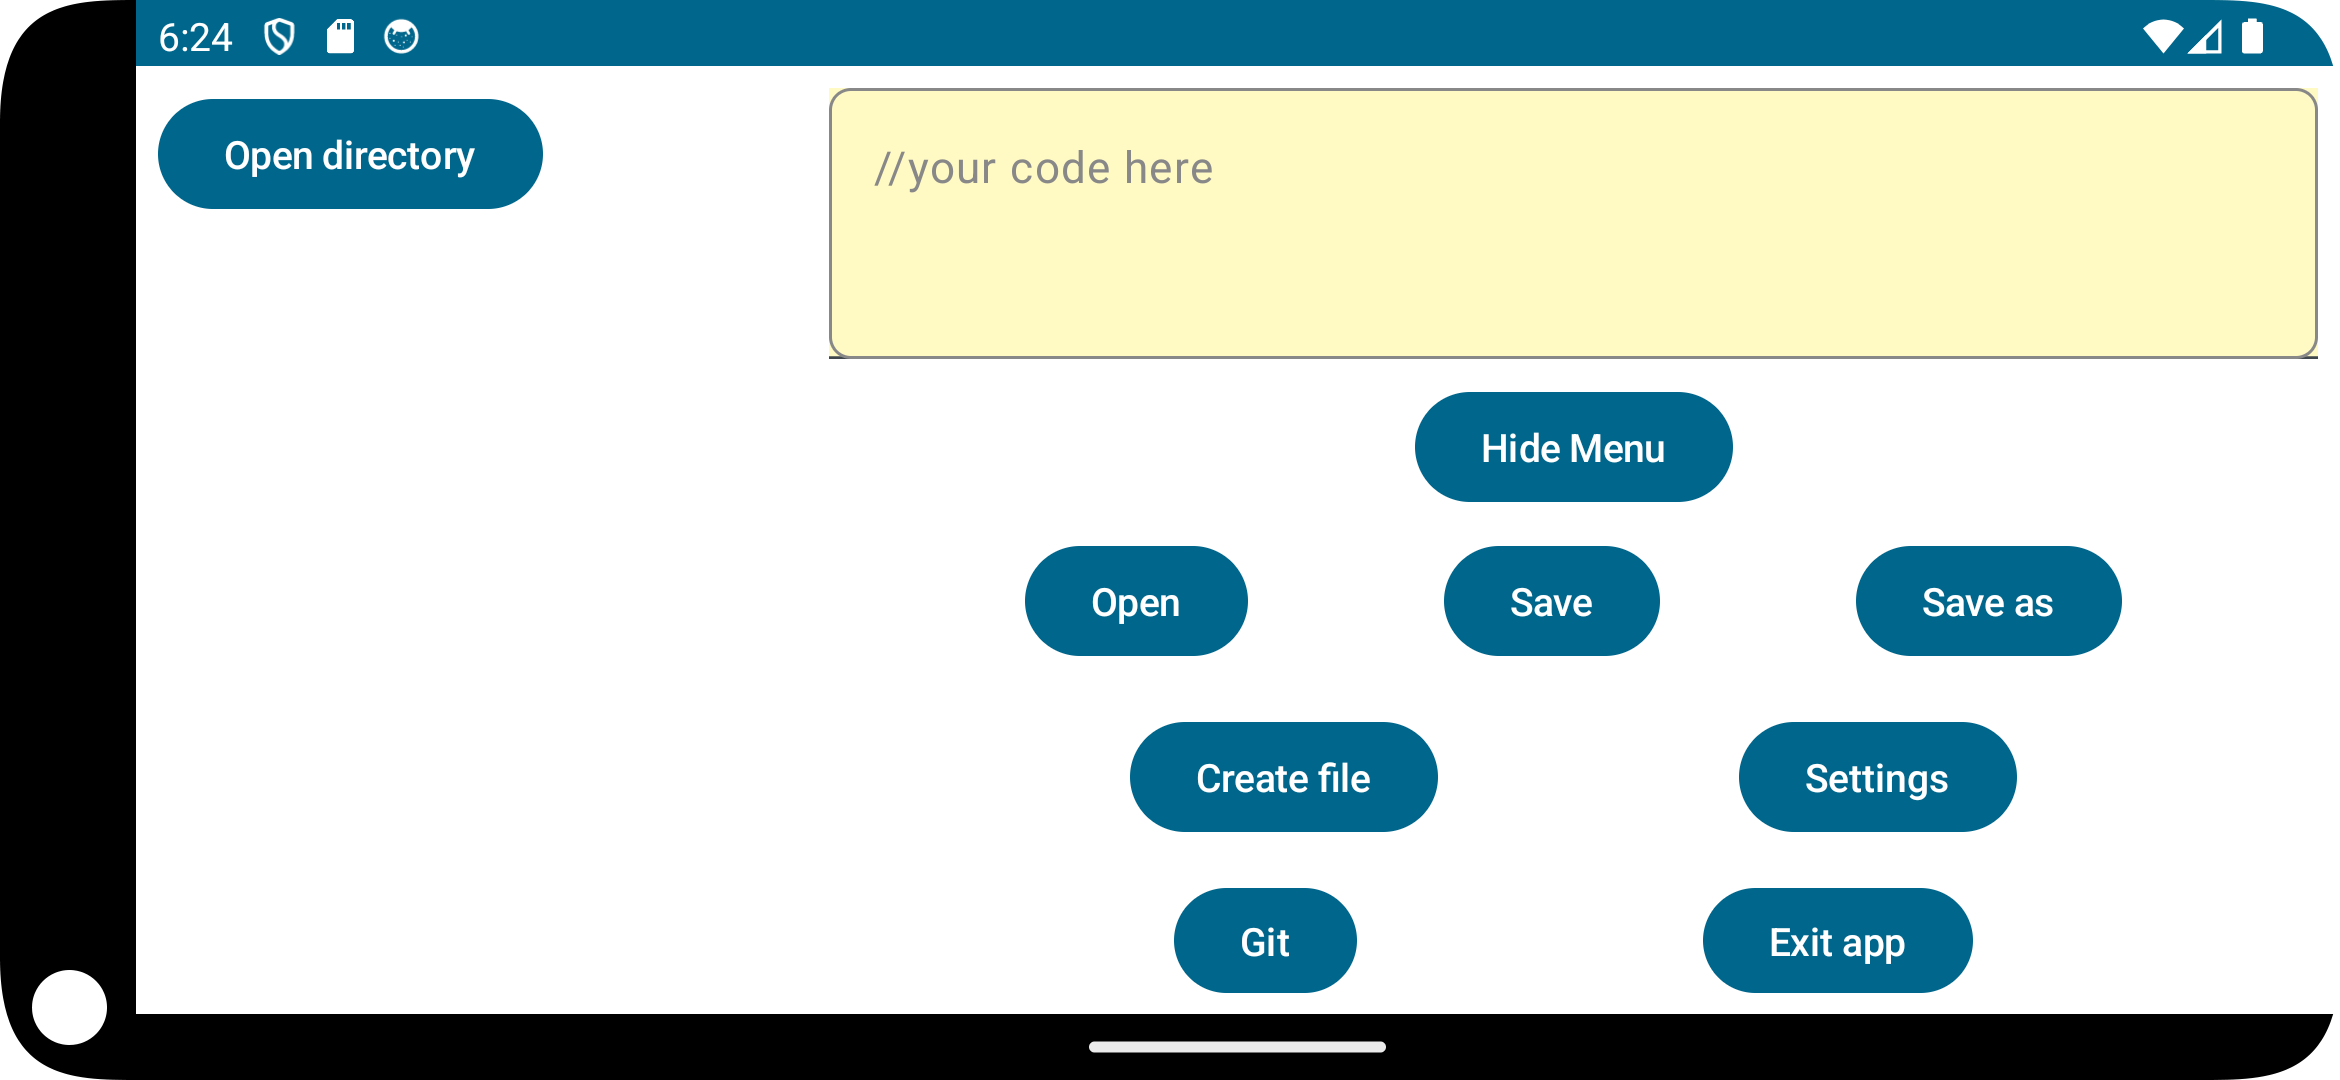 6:24
Open directory
//your code here
Hide Menu
Open
Save
Save as
Create file
Settings
Git
Exit app